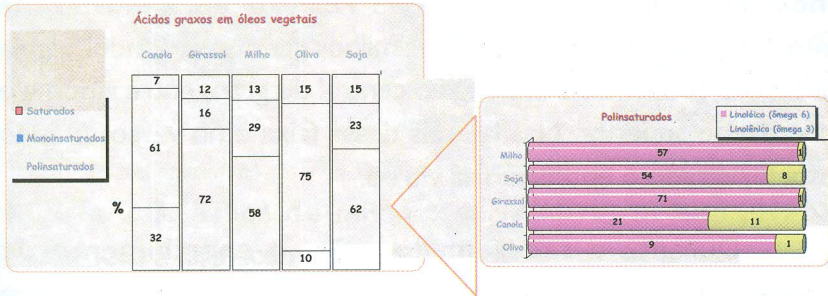 Ácidos graxos em óleos vegetais
Canola Girassol Milho Olivo Soja
7 12 13 15 15
61 16 29 75 23
32 72 58 10 62
%
Saturados
Monoinsaturados
Polinsaturados
Polinsaturados
Linoléico (ômega 6)
Linolênico (ômega 3)
Milho 57 1
Soja 54 8
Girassol 71 1
Canola 21 11
Olivo 9 1